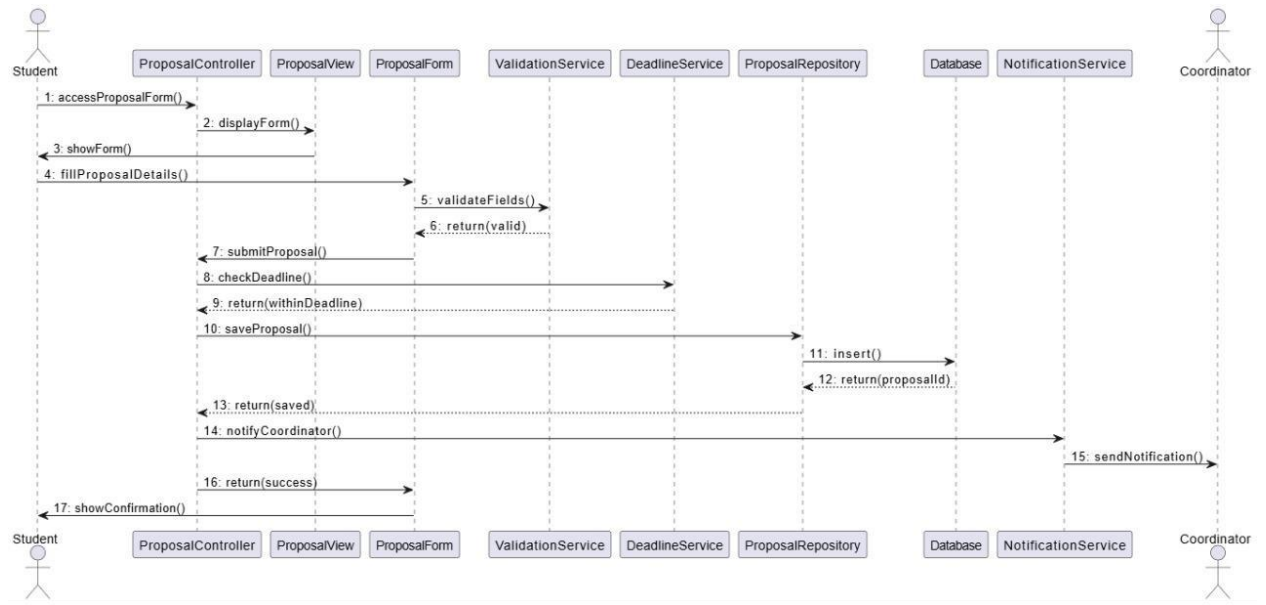 Student
ProposalController
ProposalView
ProposalForm
ValidationService
DeadlineService
ProposalRepository
Database
NotificationService
Coordinator
1: accessProposalForm()
2: displayForm()
3: showForm()
4: fillProposalDetails()
5: validateFields()
6: return(valid)
7: submitProposal()
8: checkDeadline()
9: return(withinDeadline)
10: saveProposal()
11: insert()
12: return(proposalId)
13: return(saved)
14: notifyCoordinator()
15: sendNotification()
16: return(success)
17: showConfirmation()
Student
ProposalController
ProposalView
ProposalForm
ValidationService
DeadlineService
ProposalRepository
Database
NotificationService
Coordinator